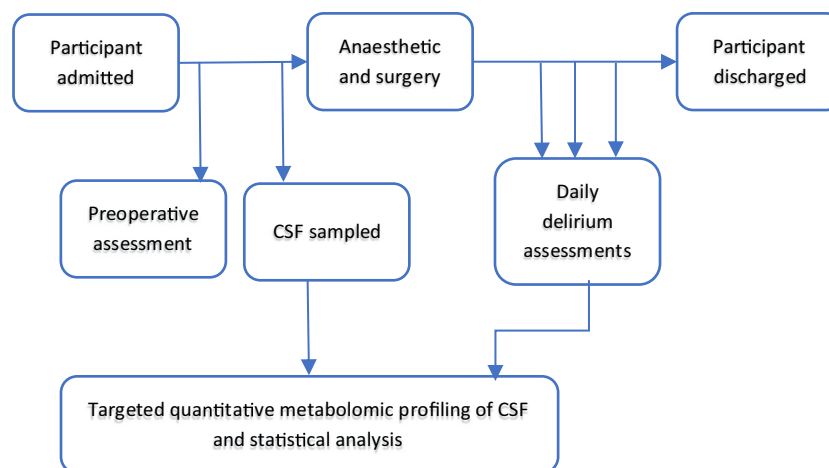 Participant
admitted
Anaesthetic
and surgery
Participant
discharged
Preoperative
assessment
CSF sampled
Daily
delirium
assessments
Targeted quantitative metabolomic profiling of CSF
and statistical analysis